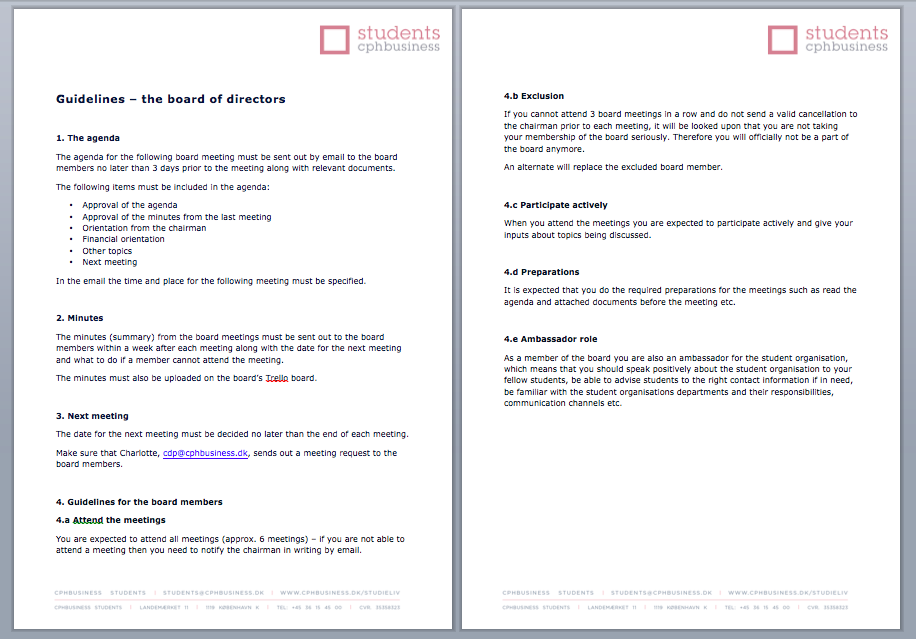 students
cphbusiness
Guidelines – the board of directors
1. The agenda
The agenda for the following board meeting must be sent out by email to the board
members no later than 3 days prior to the meeting along with relevant documents.
The following items must be included in the agenda:
• Approval of the agenda
• Approval of the minutes from the last meeting
• Orientation from the chairman
• Financial orientation
• Other topics
• Next meeting
In the email the time and place for the following meeting must be specified.
2. Minutes
The minutes (summary) from the board meetings must be sent out to the board
members within a week after each meeting along with the date for the next meeting
and what to do if a member cannot attend the meeting.
The minutes must also be uploaded on the board's Trello board.
3. Next meeting
The date for the next meeting must be decided no later than the end of each meeting.
Make sure that Charlotte, cdp@cphbusiness.dk, sends out a meeting request to the
board members.
4. Guidelines for the board members
4.a Attend the meetings
You are expected to attend all meetings (approx. 6 meetings) – if you are not able to
attend a meeting then you need to notify the chairman in writing by email.
CPHBUSINESS STUDENTS | STUDENTS@CPHBUSINESS.DK | WWW.CPHBUSINESS.DK/STUDELIV
CPHBUSINESS STUDENTS | LANDEMÆRKET 11 | 1119 KØBENHAVN K | TEL: +45 36 15 45 00 | CVR:
students
cphbusiness
4.b Exclusion
If you cannot attend 3 board meetings in a row and do not send a valid cancellation to
the chairman prior to each meeting, it will be looked upon that you are not taking
your membership of the board seriously. Therefore you will officially not be a part of
the board anymore.
An alternate will replace the excluded board member.
4.c Participate actively
When you attend the meetings you are expected to participate actively and give your
inputs about topics being discussed.
4.d Preparations
It is expected that you do the required preparations for the meetings such as read the
agenda and attached documents before the meeting etc.
4.e Ambassador role
As a member of the board you are also an ambassador for the student organisation,
which means that you should speak positively about the student organisation to your
fellow students, be able to advise students to the right contact information if in need,
be familiar with the student organisations departments and their responsibilities,
communication channels etc.
CPHBUSINESS STUDENTS | STUDENTS@CPHBUSINESS.DK | WWW.CPHBUSINESS.DK/STUDELIV
CPHBUSINESS STUDENTS | LANDEMÆRKET 11 | 1119 KØBENHAVN K | TEL: +45 36 15 45 00 | CVR: